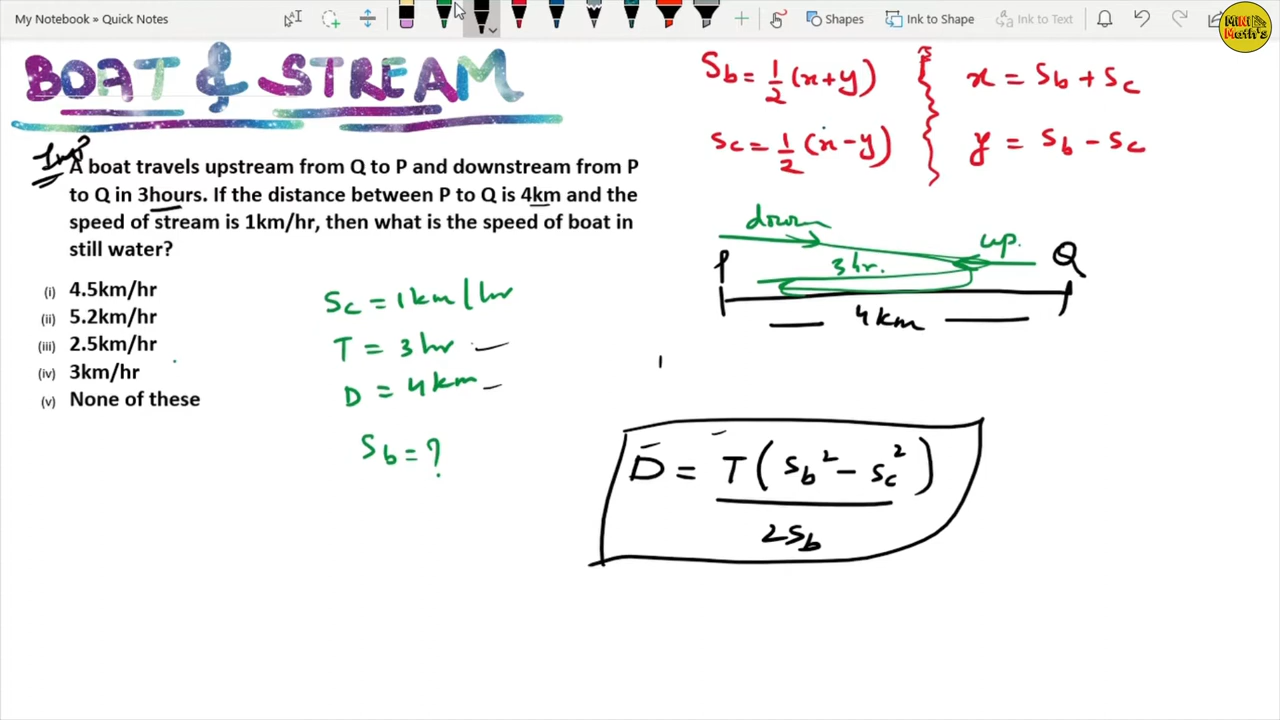 My Notebook » Quick Notes
Shapes
Ink to Shape
Ink to Text
MiNi
Math's
BOAT & STREAM
Imp
A boat travels upstream from Q to P and downstream from P
to Q in 3hours. If the distance between P to Q is 4km and the
speed of stream is 1km/hr, then what is the speed of boat in
still water?
(i) 4.5km/hr
(ii) 5.2km/hr
(iii) 2.5km/hr
(iv) 3km/hr
(v) None of these
Sc = 1km/hr
T = 3hr
D = 4km
Sb = ?
Sb = 1/2 (x+y)
Sc = 1/2 (x-y)
x = Sb + Sc
y = Sb - Sc
down
up.
P
3hr.
Q
4km
D = T(Sb² - Sc²)
2Sb